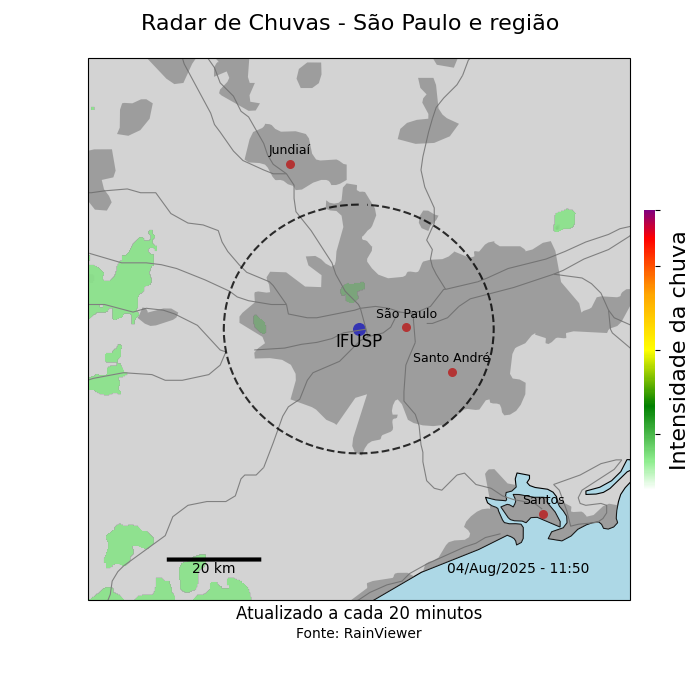 Radar de Chuvas - São Paulo e região
Jundiaí
São Paulo
IFUSP
Santo André
Intensidade da chuva
Santos
20 km
04/Aug/2025 - 11:50
Atualizado a cada 20 minutos
Fonte: RainViewer